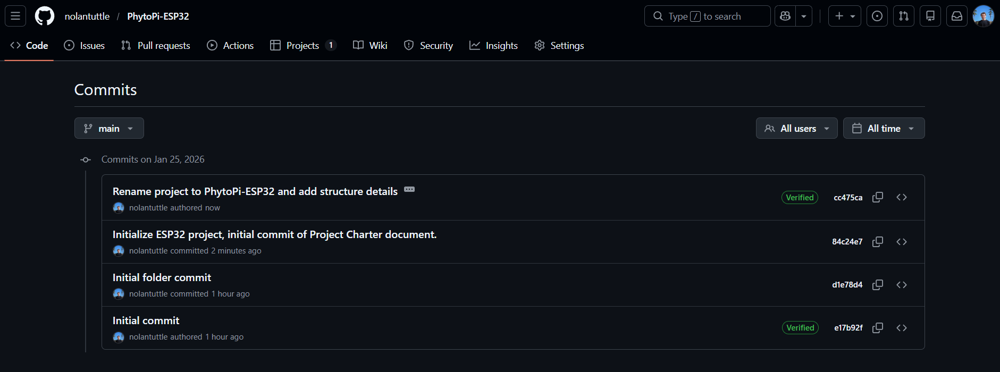 nolantuttle / PhytoPi-ESP32
Type / to search
Code Issues Pull requests Actions Projects 1 Wiki Security Insights Settings
Commits
main
All users All time
Commits on Jan 25, 2026
Rename project to PhytoPi-ESP32 and add structure details
nolantuttle authored now
Verified cc475ca
Initialize ESP32 project, initial commit of Project Charter document.
nolantuttle committed 2 minutes ago
84c24e7
Initial folder commit
nolantuttle committed 1 hour ago
d1e78d4
Initial commit
nolantuttle authored 1 hour ago
Verified e17b92f